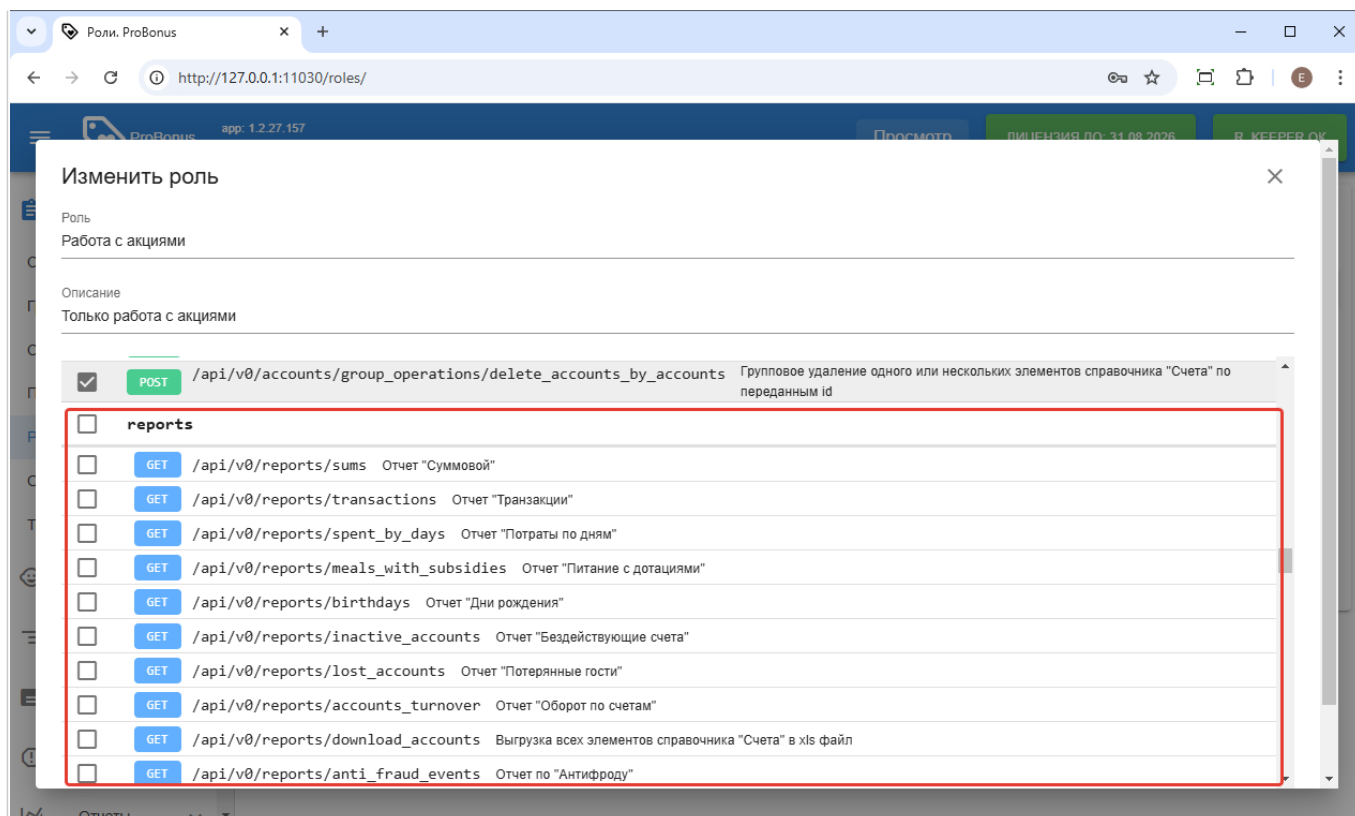 Роли. ProBonus
http://127.0.0.1:11030/roles/
E
ProBonus
app: 1.2.27.157
Просмотр
ЛИЦЕНЗИЯ ДО: 31.08.2026
R_KEEPER OK
Изменить роль
Роль
Работа с акциями
Описание
Только работа с акциями
POST /api/v0/accounts/group_operations/delete_accounts_by_accounts Групповое удаление одного или нескольких элементов справочника "Счета" по
переданным id
reports
GET /api/v0/reports/sums Отчет "Суммовой"
GET /api/v0/reports/transactions Отчет "Транзакции"
GET /api/v0/reports/spent_by_days Отчет "Потраты по дням"
GET /api/v0/reports/meals_with_subsidies Отчет "Питание с дотациями"
GET /api/v0/reports/birthdays Отчет "Дни рождения"
GET /api/v0/reports/inactive_accounts Отчет "Бездействующие счета"
GET /api/v0/reports/lost_accounts Отчет "Потерянные гости"
GET /api/v0/reports/accounts_turnover Отчет "Оборот по счетам"
GET /api/v0/reports/download_accounts Выгрузка всех элементов справочника "Счета" в xls файл
GET /api/v0/reports/anti_fraud_events Отчет по "Антифроду"
Отчеты